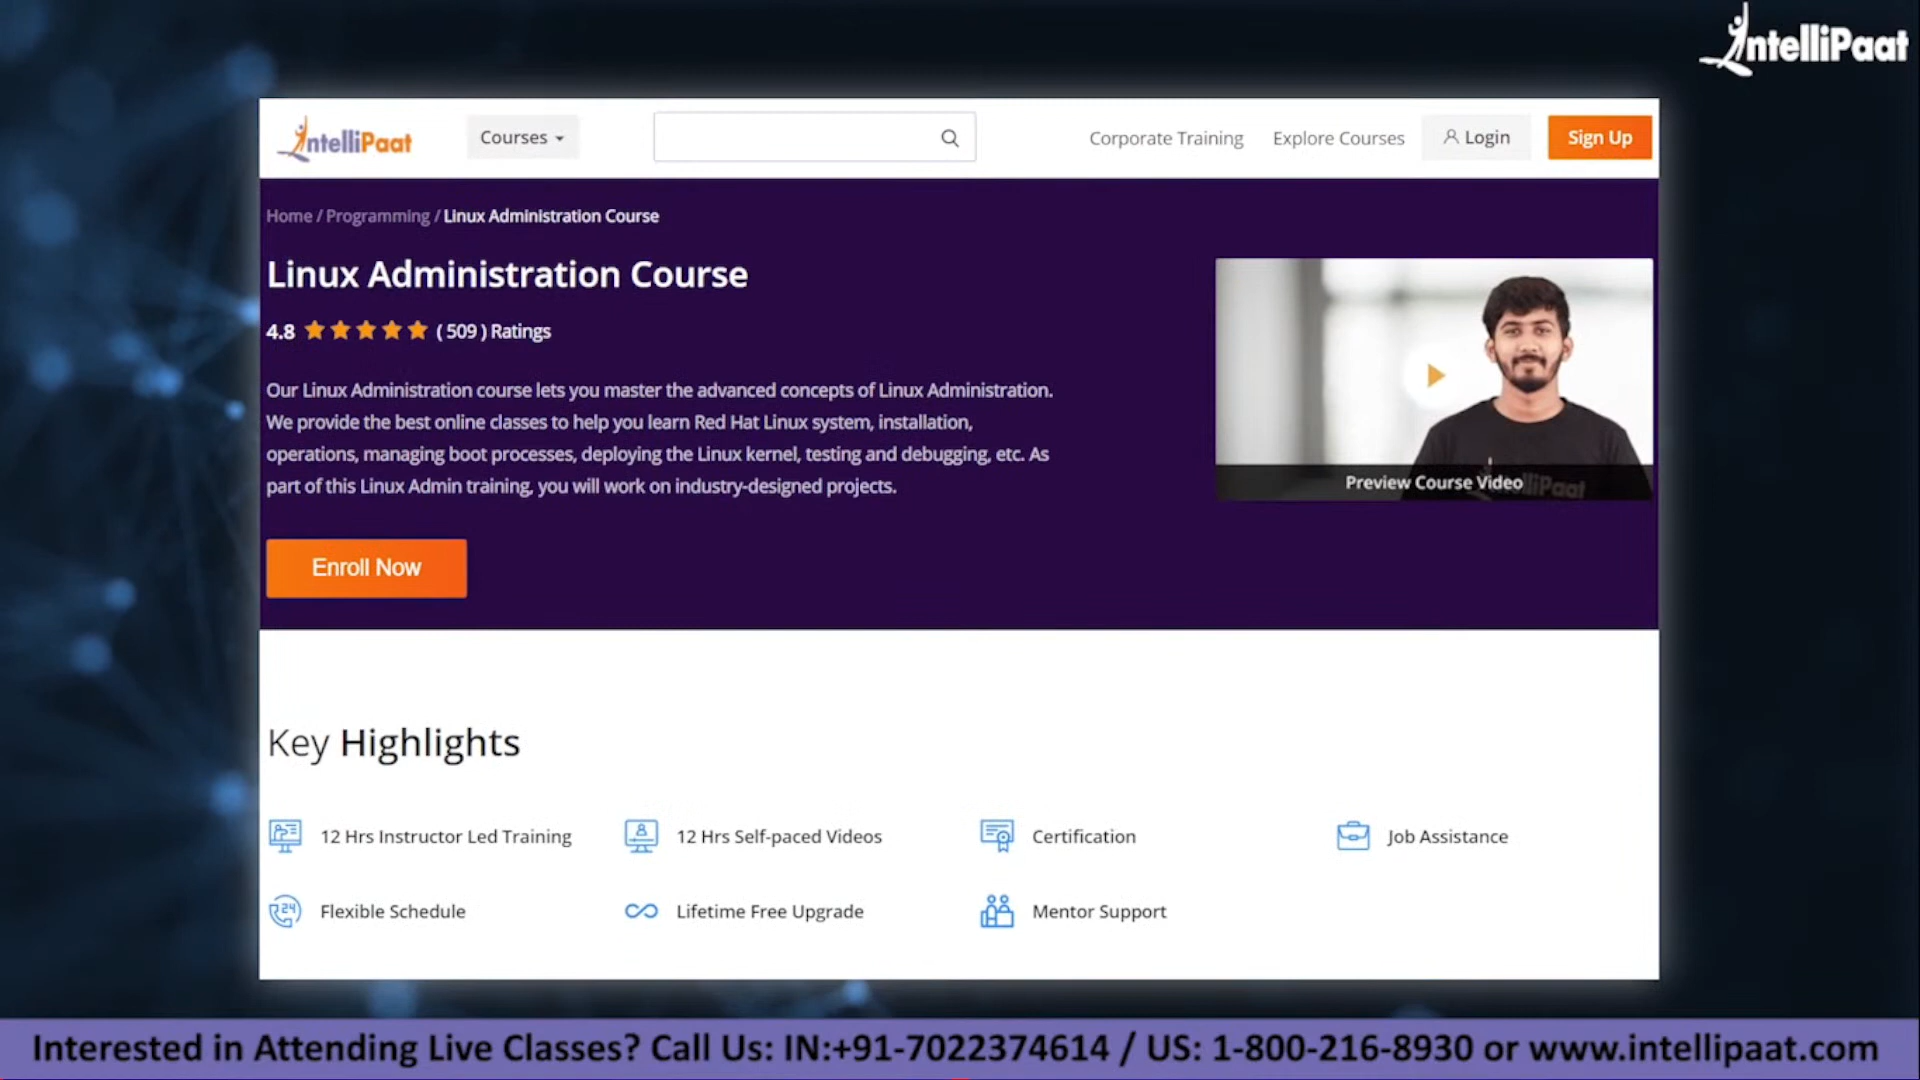 IntelliPaat
IntelliPaat
Courses
Corporate Training
Explore Courses
Login
Sign Up
Home / Programming / Linux Administration Course
Linux Administration Course
4.8 ( 509 ) Ratings
Our Linux Administration course lets you master the advanced concepts of Linux Administration.
We provide the best online classes to help you learn Red Hat Linux system, installation,
operations, managing boot processes, deploying the Linux kernel, testing and debugging, etc. As
part of this Linux Admin training, you will work on industry-designed projects.
Preview Course Video
Enroll Now
Key Highlights
12 Hrs Instructor Led Training
12 Hrs Self-paced Videos
Certification
Job Assistance
24
Flexible Schedule
Lifetime Free Upgrade
Mentor Support
Interested in Attending Live Classes? Call Us: IN:+91-7022374614 / US: 1-800-216-8930 or www.intellipaat.com